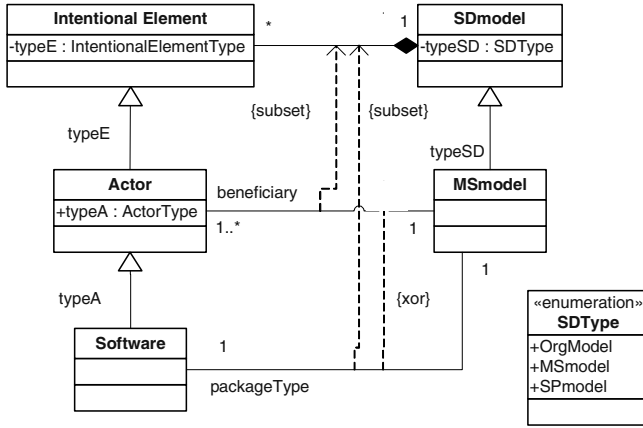 Intentional Element
-typeE : IntentionalElementType
*
1
SDmodel
-typeSD : SDType
{subset}
{subset}
typeE
typeSD
Actor
+typeA : ActorType
beneficiary
1..*
1
MSmodel
1
typeA
{xor}
Software
1
packageType
«enumeration»
SDType
+OrgModel
+MSmodel
+SPmodel